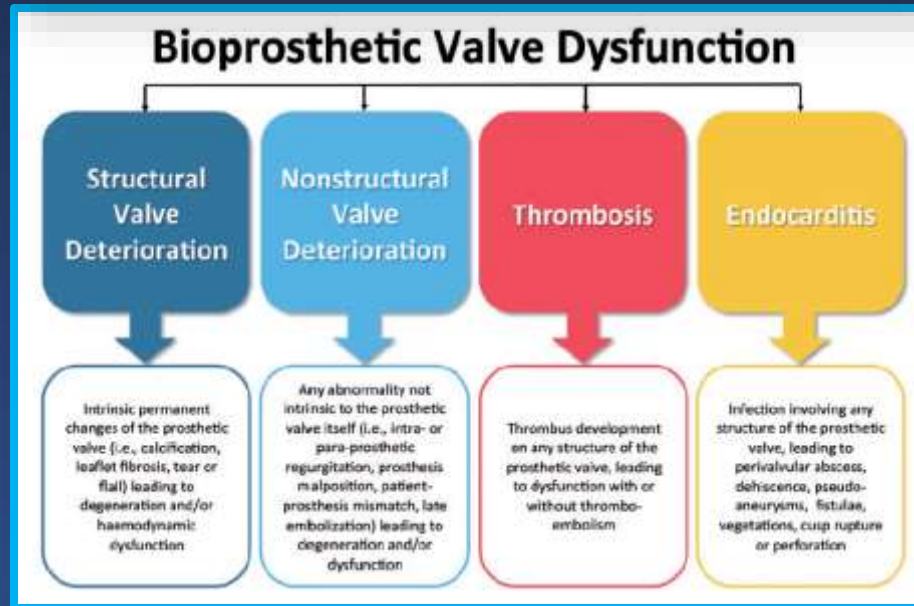 Bioprosthetic Valve Dysfunction
Structural
Valve
Deterioration
Nonstructural
Valve
Deterioration
Thrombosis
Endocarditis
Intrinsic permanent
changes of the prosthetic
valve (i.e., calcification,
leaflet fibrosis, tear or
flail) leading to
degeneration and/or
haemodynamic
dysfunction
Any abnormality not
intrinsic to the prosthetic
valve itself (i.e., intra- or
para-prosthetic
regurgitation, prosthesis
malposition, patient-
prosthesis mismatch, late
embolization) leading to
degeneration and/or
dysfunction
Thrombus development
on any structure of the
prosthetic valve, leading
to dysfunction with or
without thrombo-
embolism
Infection involving any
structure of the prosthetic
valve, leading to
perivalvular abscess,
dehiscence, pseudo-
aneurysms, fistulae,
vegetations, cusp rupture
or perforation